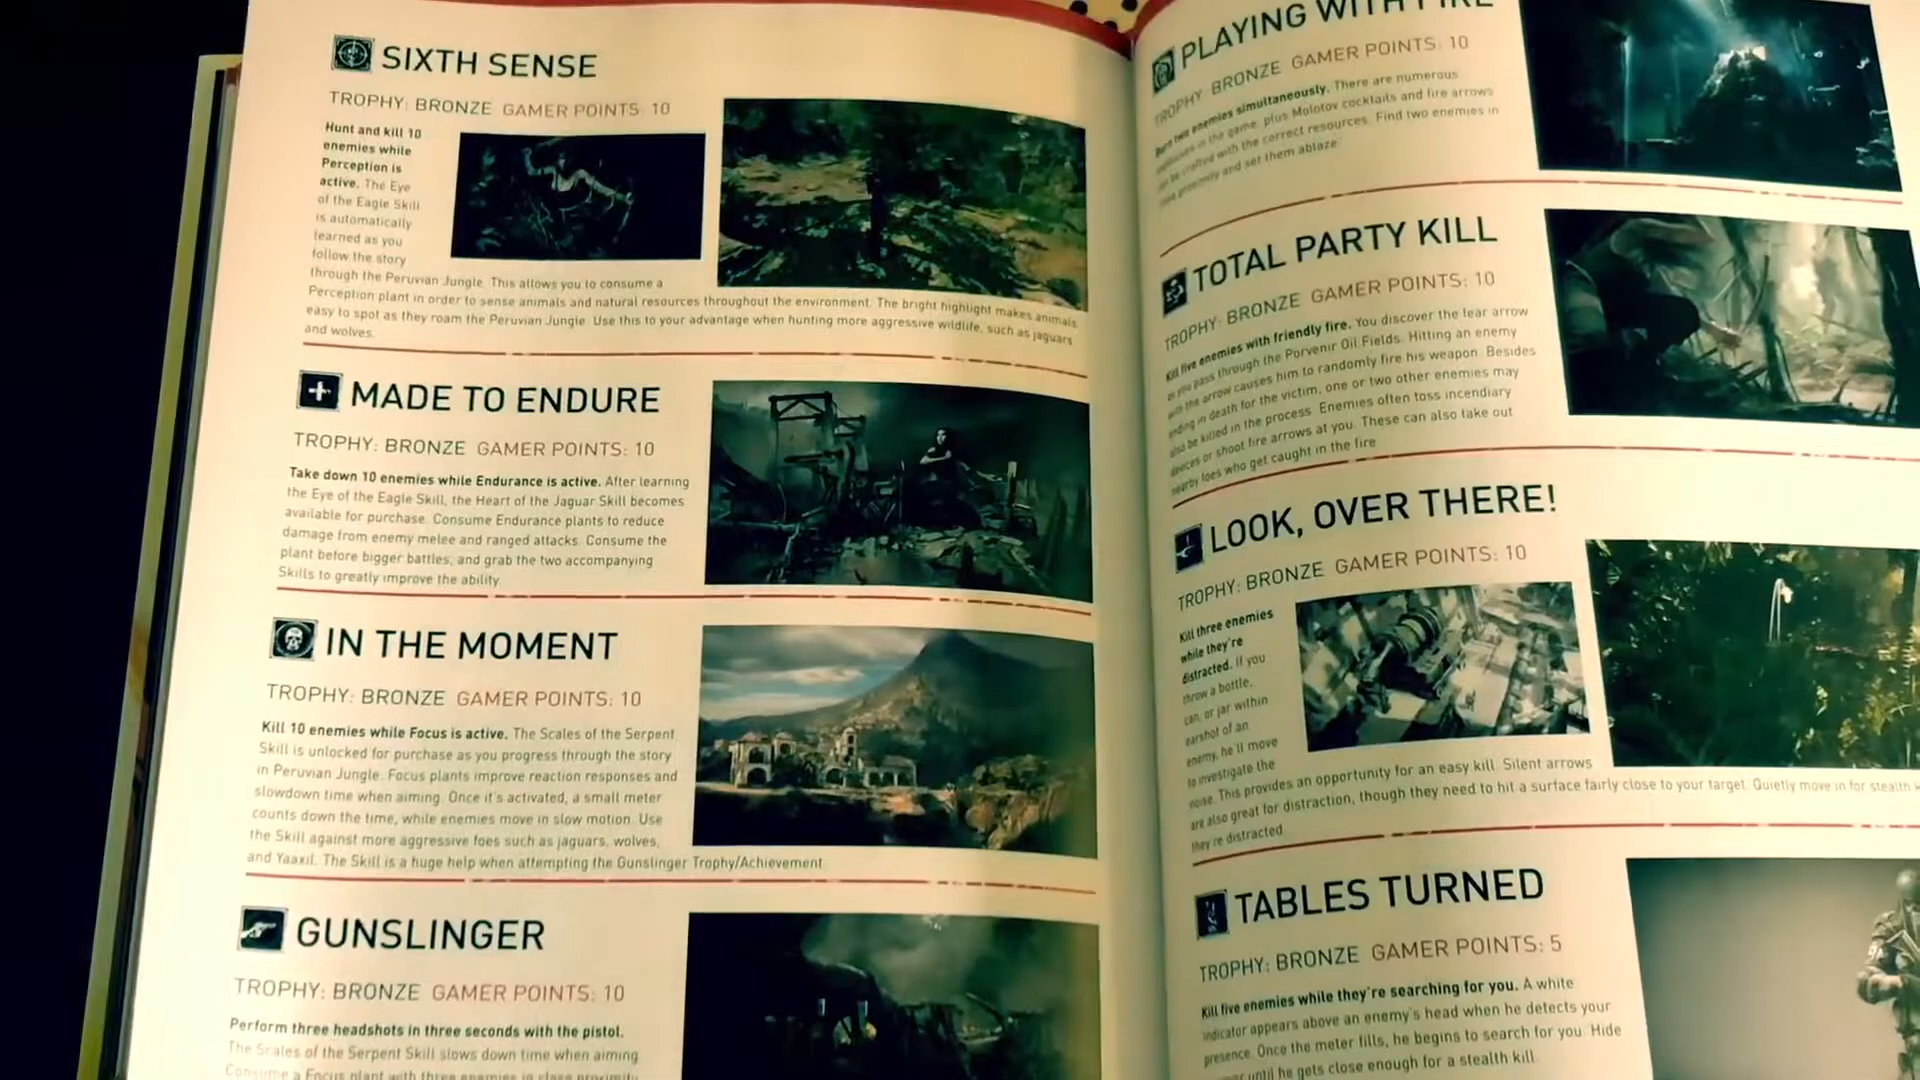 SIXTH SENSE
TROPHY: BRONZE GAMER POINTS: 10
Hunt and kill 10
enemies while
Perception is
active. The Eye
of the Eagle Skill
is automatically
learned as you
follow the story
through the Peruvian Jungle. This allows you to consume a
Perception plant in order to sense animals and natural resources throughout the environment. The bright highlight makes animals
easy to spot as they roam the Peruvian Jungle. Use this to your advantage when hunting more aggressive wildlife, such as jaguars
and wolves.
MADE TO ENDURE
TROPHY: BRONZE GAMER POINTS: 10
Take down 10 enemies while Endurance is active. After learning
the Eye of the Eagle Skill, the Heart of the Jaguar Skill becomes
available for purchase. Consume Endurance plants to reduce
damage from enemy melee and ranged attacks. Consume the
plant before bigger battles, and grab the two accompanying
Skills to greatly improve the ability.
IN THE MOMENT
TROPHY: BRONZE GAMER POINTS: 10
Kill 10 enemies while Focus is active. The Scales of the Serpent
Skill is unlocked for purchase as you progress through the story
in Peruvian Jungle. Focus plants improve reaction responses and
slowdown time when aiming. Once it's activated, a small meter
counts down the time, while enemies move in slow motion. Use
the Skill against more aggressive foes such as jaguars, wolves,
and Yaaxil. The Skill is a huge help when attempting the Gunslinger Trophy/Achievement.
GUNSLINGER
TROPHY: BRONZE GAMER POINTS: 10
Perform three headshots in three seconds with the pistol.
The Scales of the Serpent Skill slows down time when aiming.
Consume a Focus plant with three enemies in close proximity
PLAYING WITH FIRE
TROPHY: BRONZE GAMER POINTS: 10
Burn two enemies simultaneously. There are numerous
in the game, plus Molotov cocktails and fire arrows
can be crafted with the correct resources. Find two enemies in
close proximity and set them ablaze.
TOTAL PARTY KILL
TROPHY: BRONZE GAMER POINTS: 10
Kill five enemies with friendly fire. You discover the fear arrow
as you pass through the Porvenir Oil Fields. Hitting an enemy
with the arrow causes him to randomly fire his weapon. Besides
ending in death for the victim, one or two other enemies may
also be killed in the process. Enemies often toss incendiary
devices or shoot fire arrows at you. These can also take out
nearby foes who get caught in the fire.
LOOK, OVER THERE!
TROPHY: BRONZE GAMER POINTS: 10
Kill three enemies
while they're
distracted. If you
throw a bottle,
can, or jar within
earshot of an
enemy, he'll move
to investigate the
noise. This provides an opportunity for an easy kill. Silent arrows
are also great for distraction, though they need to hit a surface fairly close to your target. Quietly move in for stealth
they're distracted.
TABLES TURNED
TROPHY: BRONZE GAMER POINTS: 5
Kill five enemies while they're searching for you. A white
indicator appears above an enemy's head when he detects your
presence. Once the meter fills, he begins to search for you. Hide
until he gets close enough for a stealth kill.